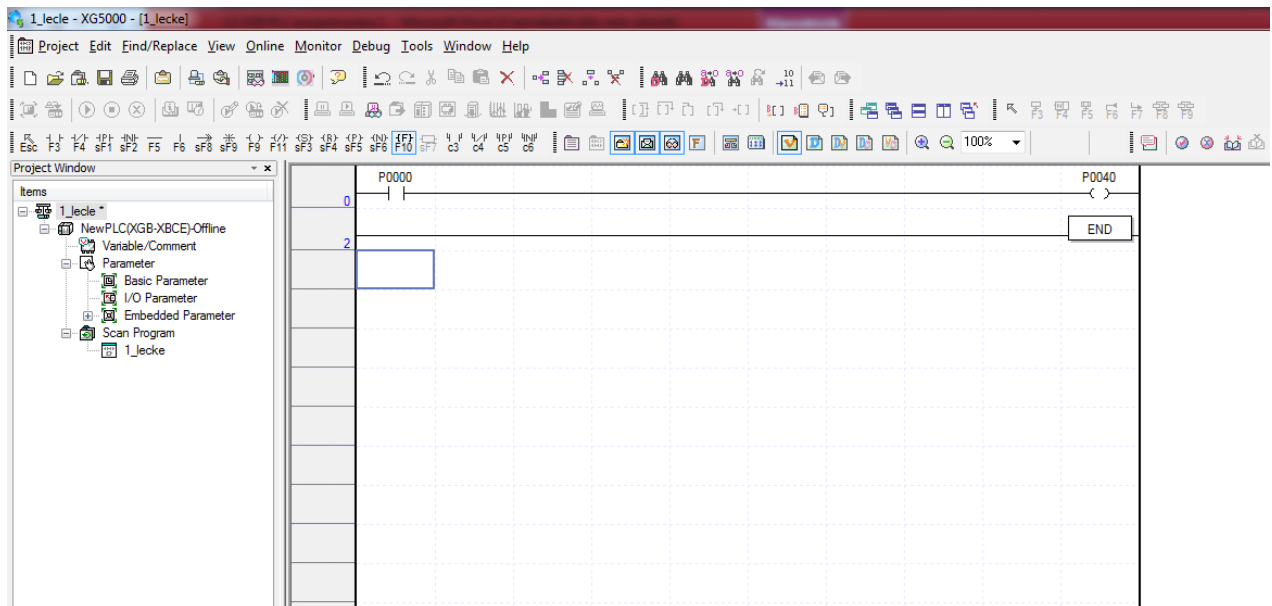 1_lecle - XG5000 - [1_lecke]
Project Edit Find/Replace View Online Monitor Debug Tools Window Help
Esc F3 F4 sF1 sF2 F5 F6 sF8 sF9 F9 F11 sF3 sF4 sF5 sF6 F10 sF7 c3 c4 c5 c6 100%
Project Window
Items
1_lecle *
NewPLC(XGB-XBCE)-Offline
Variable/Comment
Parameter
Basic Parameter
I/O Parameter
Embedded Parameter
Scan Program
1_lecke
P0000 P0040
0
END
2